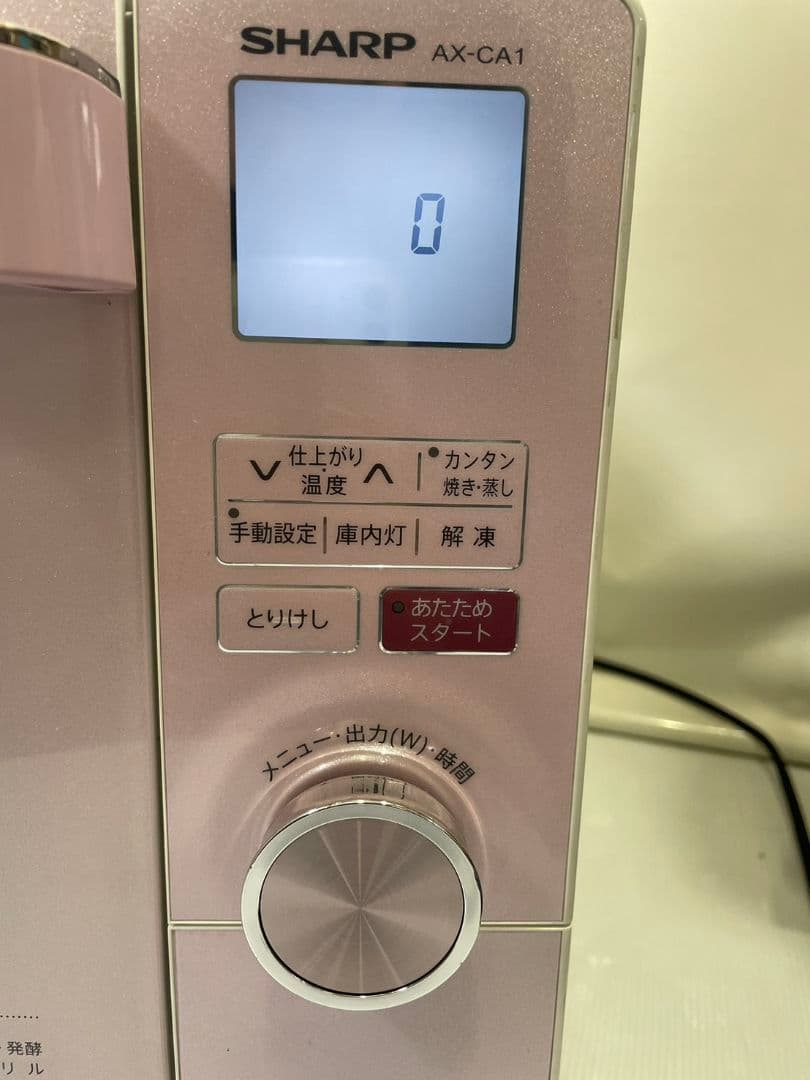 SHARP AX-CA1
0
仕上がり
温度
カンタン
焼き・蒸し
手動設定
庫内灯
解凍
とりけし
あたため
スタート
メニュー・出力(W)・時間
・発酵
リル